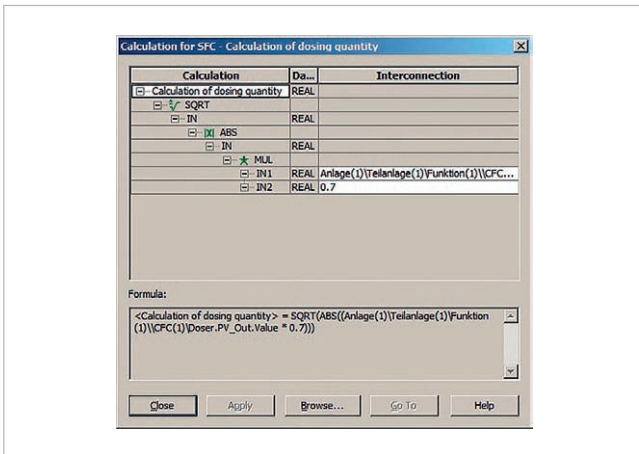 Calculation for SFC - Calculation of dosing quantity
Calculation Da... Interconnection
Calculation of dosing quantity REAL
SQRT
IN REAL
ABS
IN REAL
MUL
IN1 REAL Anlage(1)\Teilanlage(1)\Funktion(1)\\CFC...
IN2 REAL 0.7
Formula:
<Calculation of dosing quantity> = SQRT(ABS((Anlage(1)\Teilanlage(1)\Funktion
(1)\\CFC(1)\Doser.PV_Out.Value * 0.7)))
Close Apply Browse... Go To Help